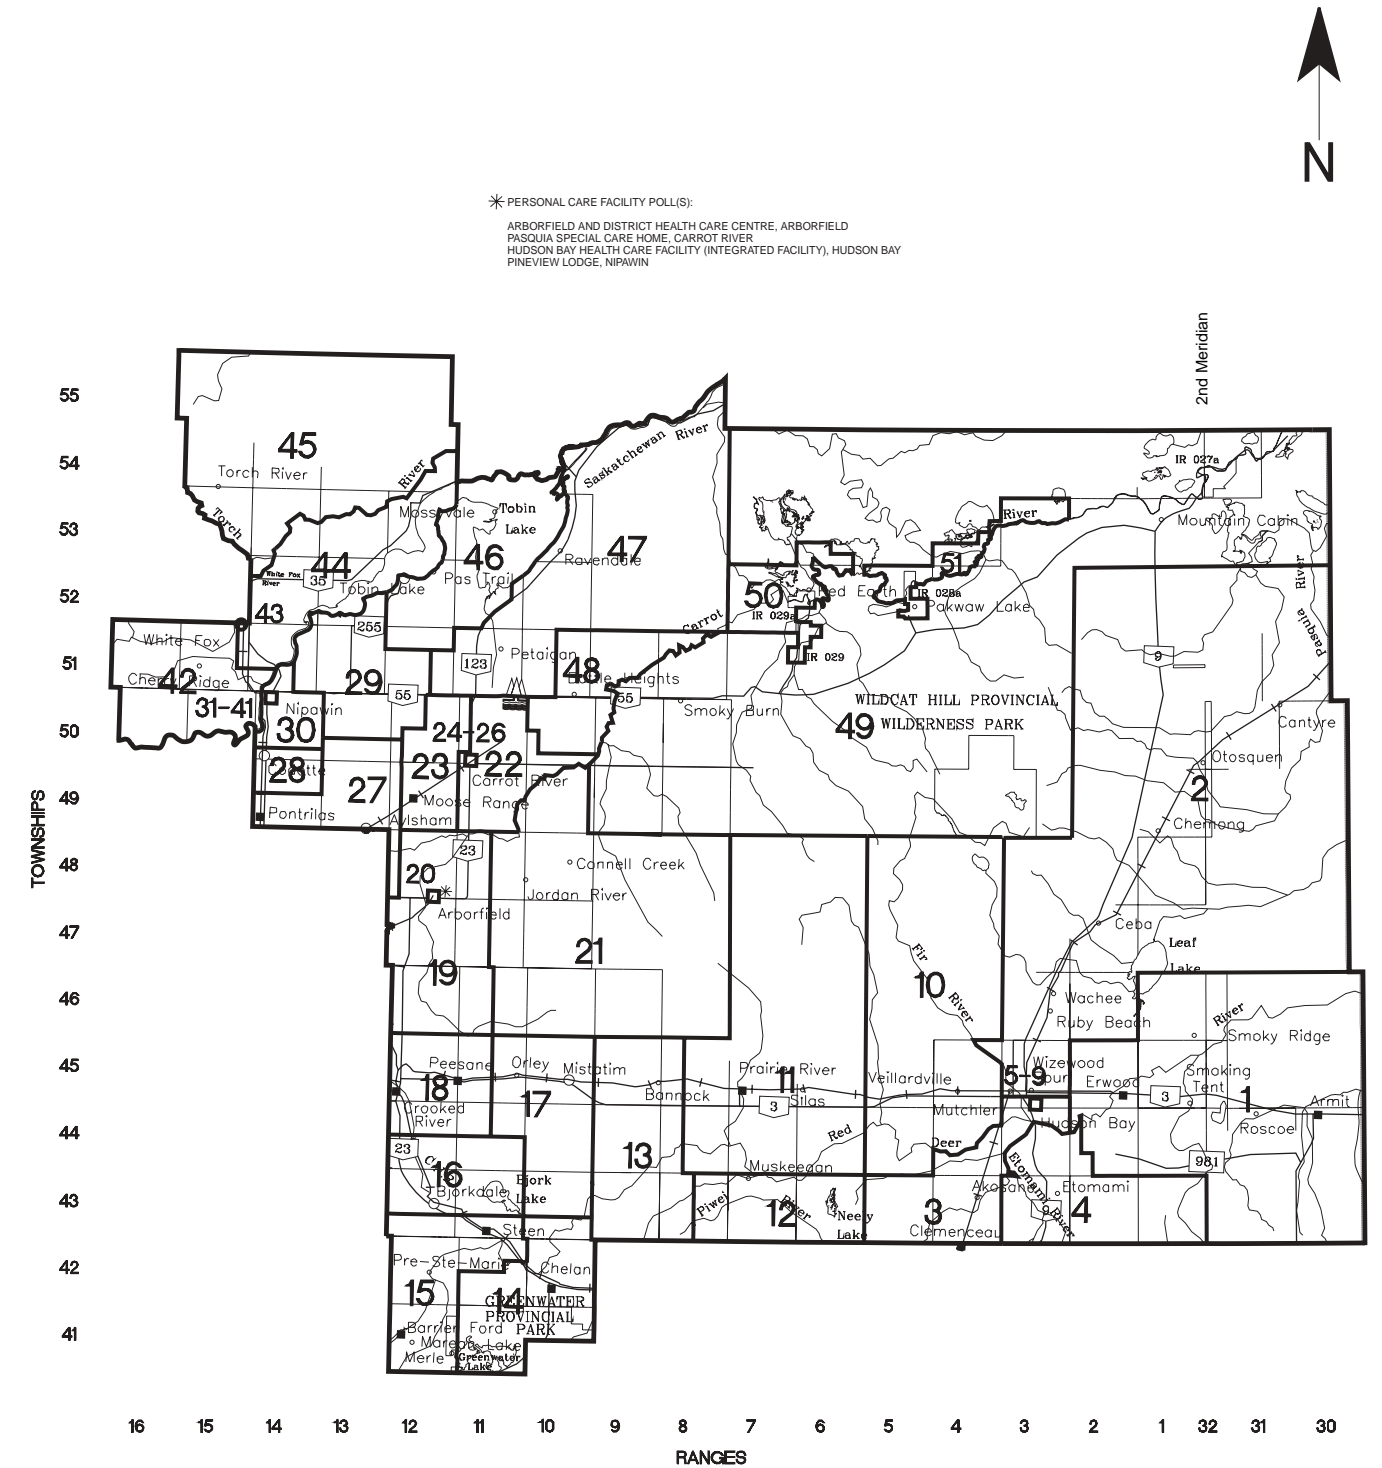 N
✳ PERSONAL CARE FACILITY POLL(S):
ARBORFIELD AND DISTRICT HEALTH CARE CENTRE, ARBORFIELD
PASQUIA SPECIAL CARE HOME, CARROT RIVER
HUDSON BAY HEALTH CARE FACILITY (INTEGRATED FACILITY), HUDSON BAY
PINEVIEW LODGE, NIPAWIN
2nd Meridian
55
54
53
52
51
50
49
48
47
46
45
44
43
42
41
TOWNSHIPS
45
Torch River
River
Torch
Saskatchewan River
IR 027a
Mossyvale
Tobin
Lake
River
Mountain Cabin
44
46
47
Ravendale
51
White Fox
River
35
Tobin Lake
Pas Trail
50
Red Earth
IR 028a
Pakwaw Lake
River
Pasquia
43
255
IR 029a
Carrot
White Fox
123
Petaigan
IR 029
9
42
Cherry Ridge
29
55
48
Battle Heights
55
31-41
Nipawin
Smoky Burn
WILDCAT HILL PROVINCIAL
WILDERNESS PARK
49
Cantyre
30
24-26
Otosquen
28
Codette
23
22
Carrot River
2
27
Moose Range
Pontrilas
Aylsham
Chemong
23
20
Connell Creek
Jordan River
Arborfield
Ceba
21
Leaf
Lake
19
Fir
River
10
Wachee
Ruby Beach
River
Smoky Ridge
Peesane
Orley
Mistatim
Prairie River
11
Veillardville
Wizewood
5-9
Erwood
Smoking
Tent
18
17
Bannock
3
Silas
Mutchler
3
1
Armit
Crooked
River
Hudson Bay
Roscoe
23
13
Red
Deer
981
16
Muskeegan
Etomami River
Bjorkdale
Bjork
Lake
Akosane
Etomami
Piwei
River
12
Neely
Lake
3
4
Clemenceau
Steen
Pre-Ste-Marie
Chelan
15
14
GREENWATER
PROVINCIAL
PARK
Barrier Ford
Marean Lake
Merle
Greenwater
Lake
16
15
14
13
12
11
10
9
8
7
6
5
4
3
2
1
32
31
30
RANGES